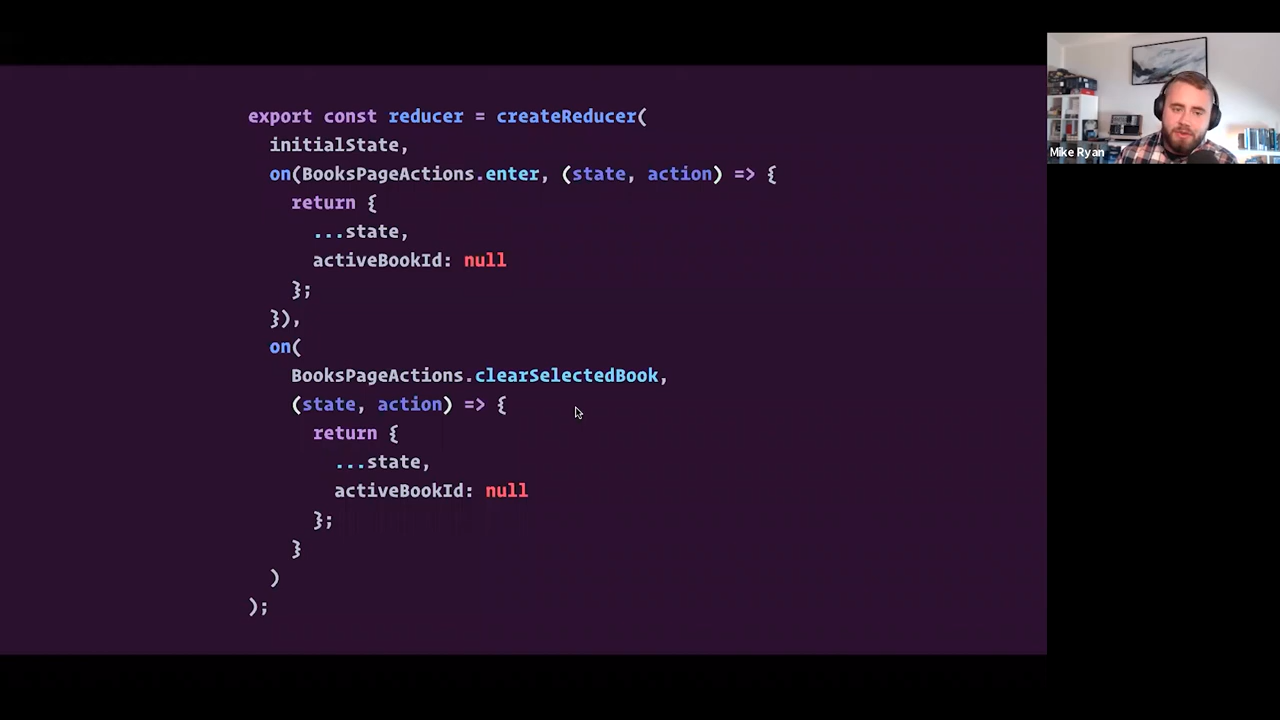 export const reducer = createReducer(
  initialState,
  on(BooksPageActions.enter, (state, action) => {
    return {
      ...state,
      activeBookId: null
    };
  }),
  on(
    BooksPageActions.clearSelectedBook,
    (state, action) => {
      return {
        ...state,
        activeBookId: null
      };
    }
  )
);
Mike Ryan